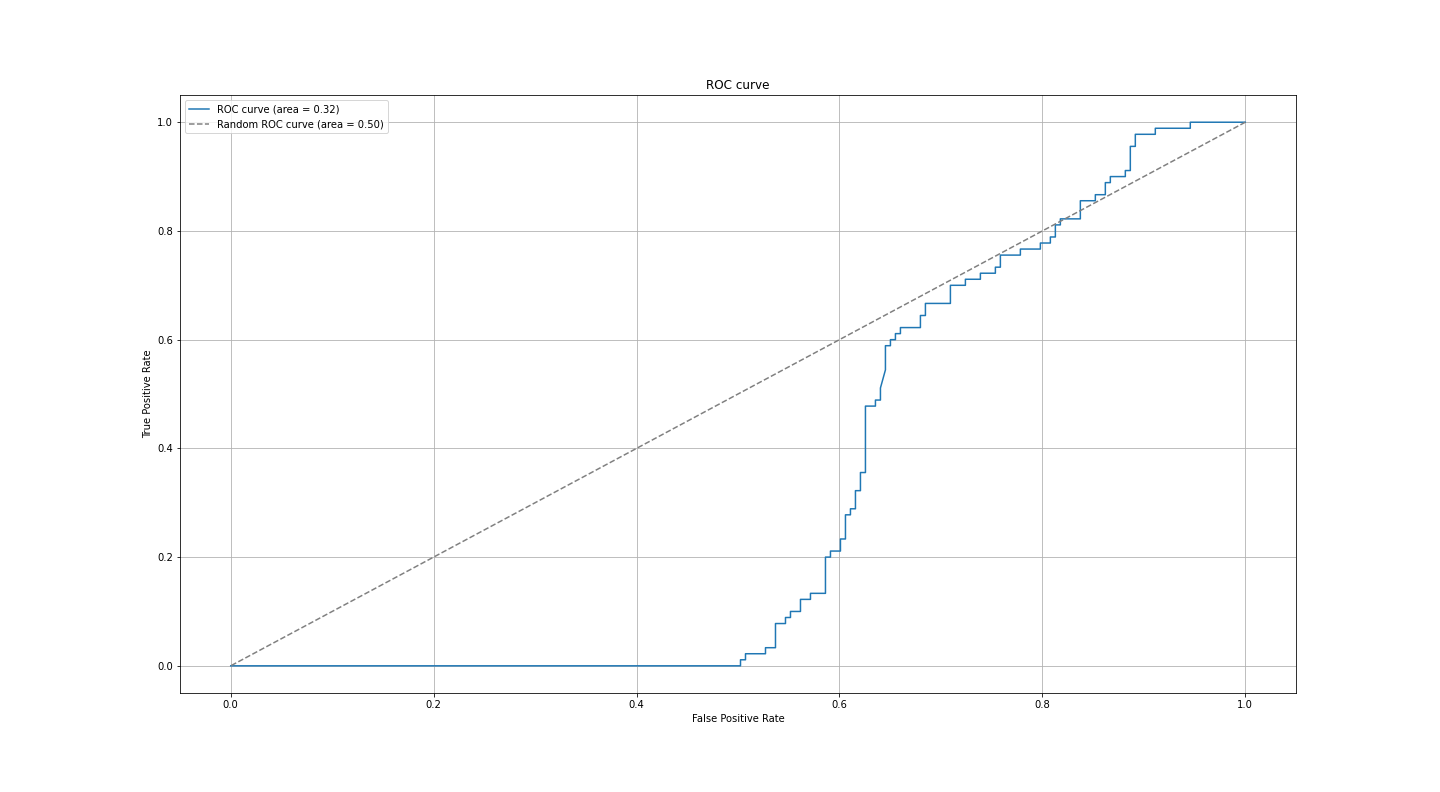 ROC curve
ROC curve (area = 0.32)
Random ROC curve (area = 0.50)
True Positive Rate
1.0
0.8
0.6
0.4
0.2
0.0
0.0 0.2 0.4 0.6 0.8 1.0
False Positive Rate